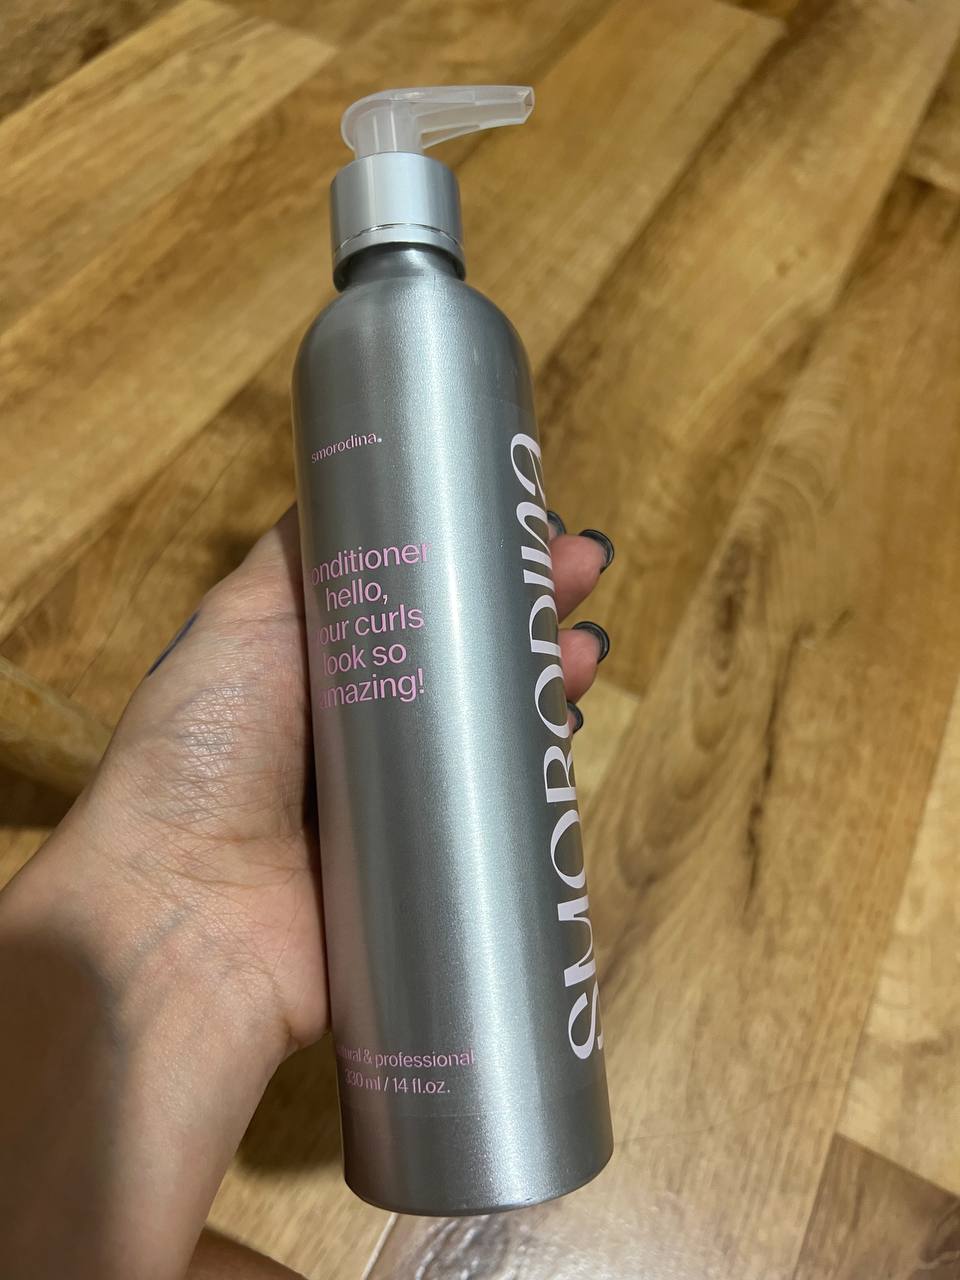 smorodina.
conditioner
hello,
your curls
look so
amazing!
natural & professional
330 ml / 14 fl.oz.
SMORODINA